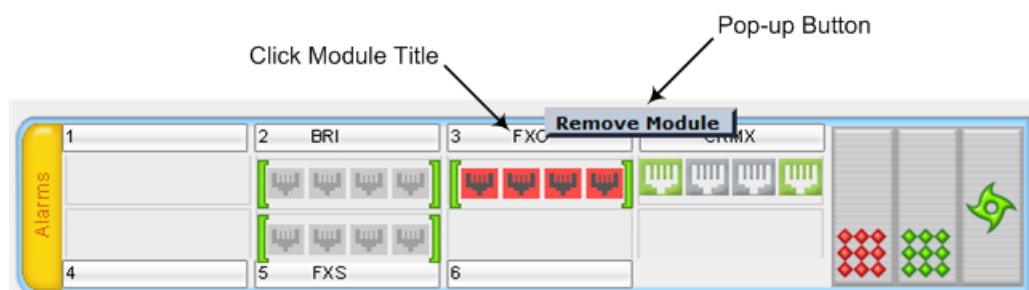 Pop-up Button
Click Module Title
Remove Module
1
2 BRI
3 FXO
CRMX
Alarms
4
5 FXS
6